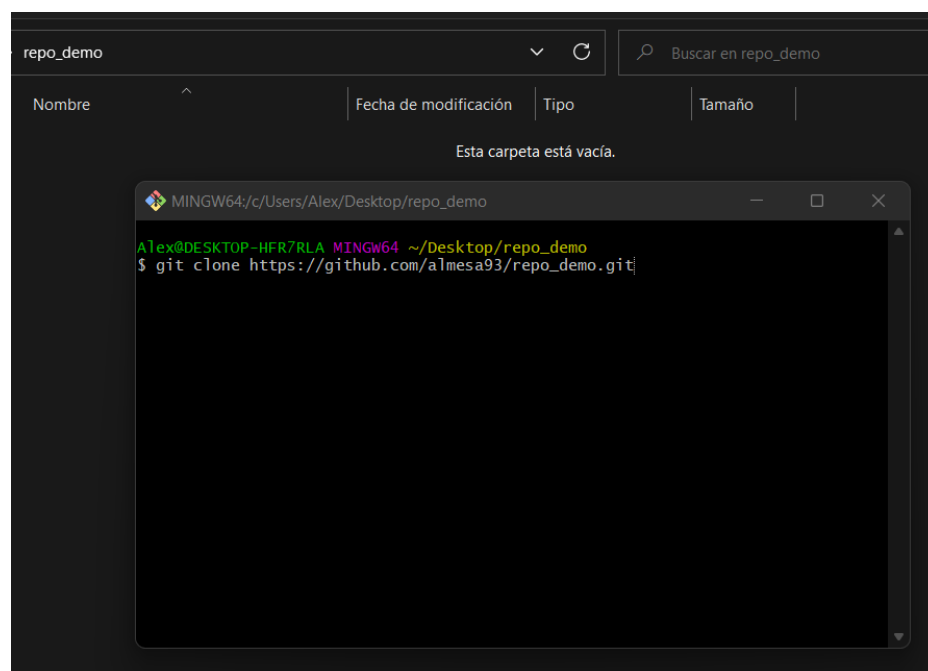 repo_demo
Buscar en repo_demo
Nombre Fecha de modificación Tipo Tamaño
Esta carpeta está vacía.
MINGW64:/c/Users/Alex/Desktop/repo_demo
Alex@DESKTOP-HFR7RLA MINGW64 ~/Desktop/repo_demo
$ git clone https://github.com/almesa93/repo_demo.git